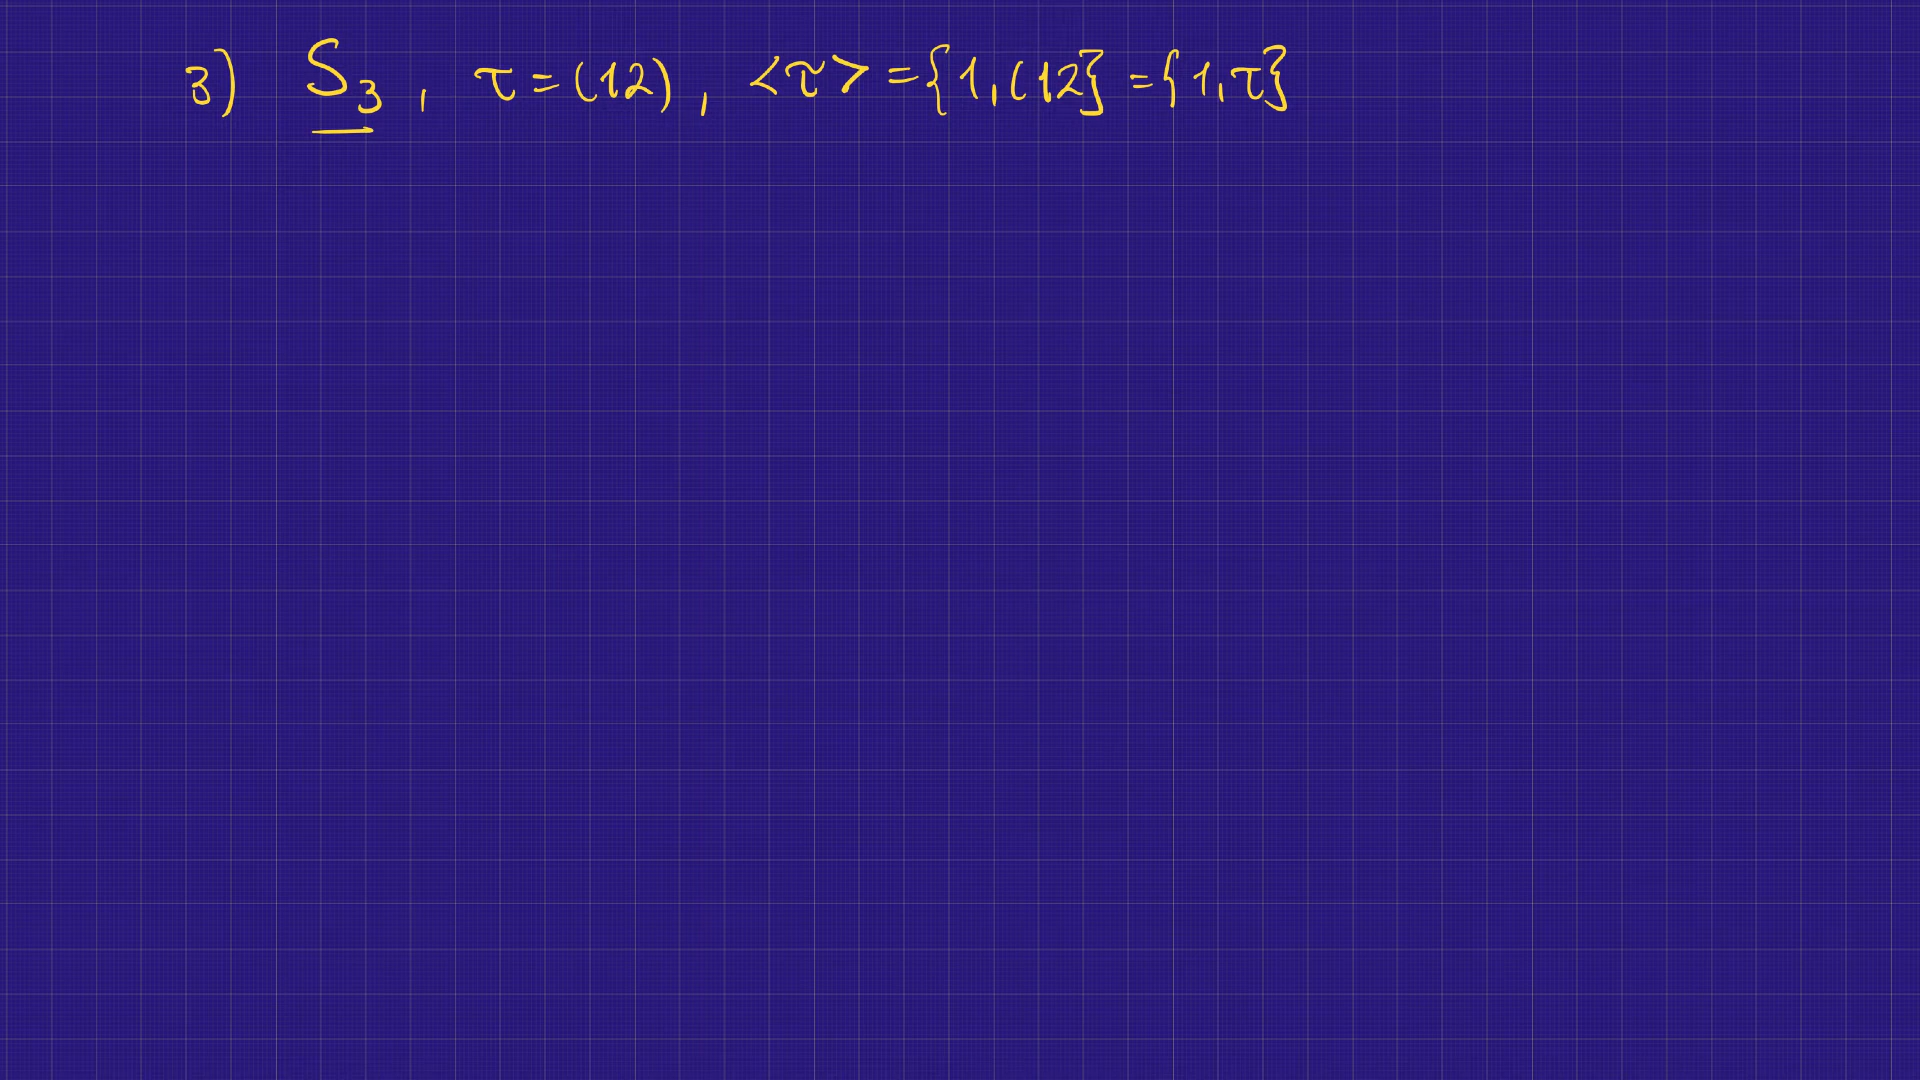 3) S₃, τ=(12), <τ> ={1,(12} ={1,τ}